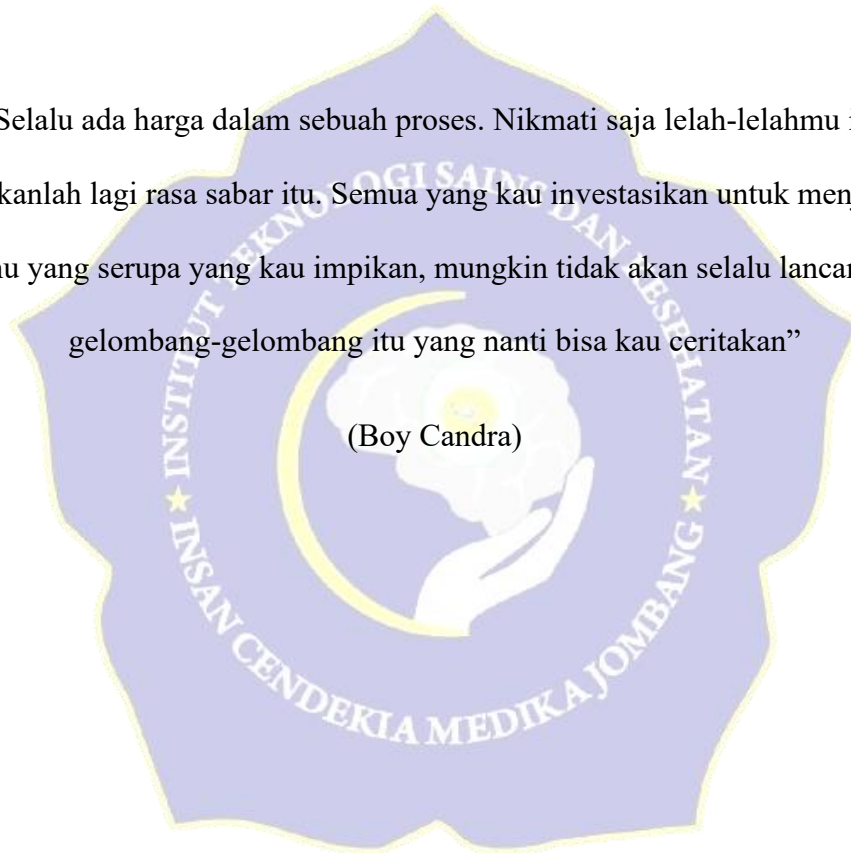 Selalu ada harga dalam sebuah proses. Nikmati saja lelah-lelahmu
kanlah lagi rasa sabar itu. Semua yang kau investasikan untuk
yang serupa yang kau impikan, mungkin tidak akan selalu lancar
gelombang-gelombang itu yang nanti bisa kau ceritakan”
(Boy Candra)
INSTITUT TEKNOLOGI SAINS DAN KESEHATAN
INSAN CENDEKIA MEDIKA JOMBANG